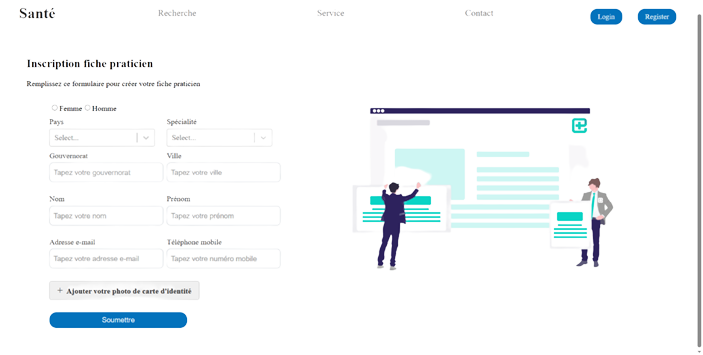 Santé Recherche Service Contact Login Register
Inscription fiche praticien
Remplissez ce formulaire pour créer votre fiche praticien
Femme Homme
Pays Spécialité
Select... Select...
Gouvernorat Ville
Tapez votre gouvernorat Tapez votre ville
Nom Prénom
Tapez votre nom Tapez votre prénom
Adresse e-mail Téléphone mobile
Tapez votre adresse e-mail Tapez votre numéro mobile
+ Ajouter votre photo de carte d'identité
Soumettre